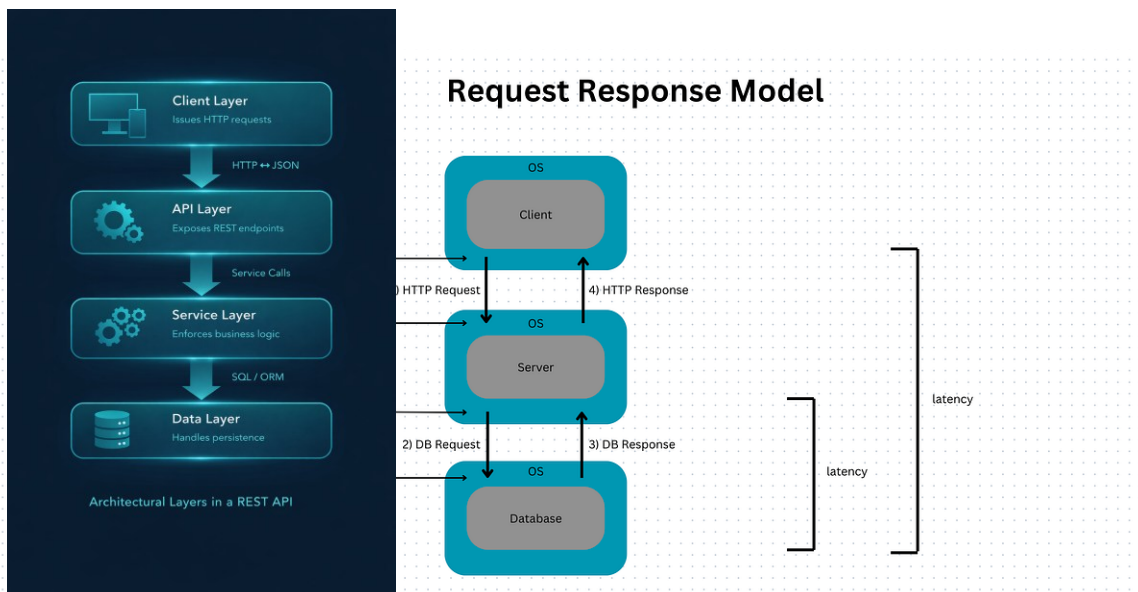 Client Layer
Issues HTTP requests
HTTP ↔ JSON
API Layer
Exposes REST endpoints
Service Calls
Service Layer
Enforces business logic
SQL / ORM
Data Layer
Handles persistence
Architectural Layers in a REST API
Request Response Model
OS
Client
) HTTP Request
4) HTTP Response
OS
Server
2) DB Request
3) DB Response
OS
Database
latency
latency